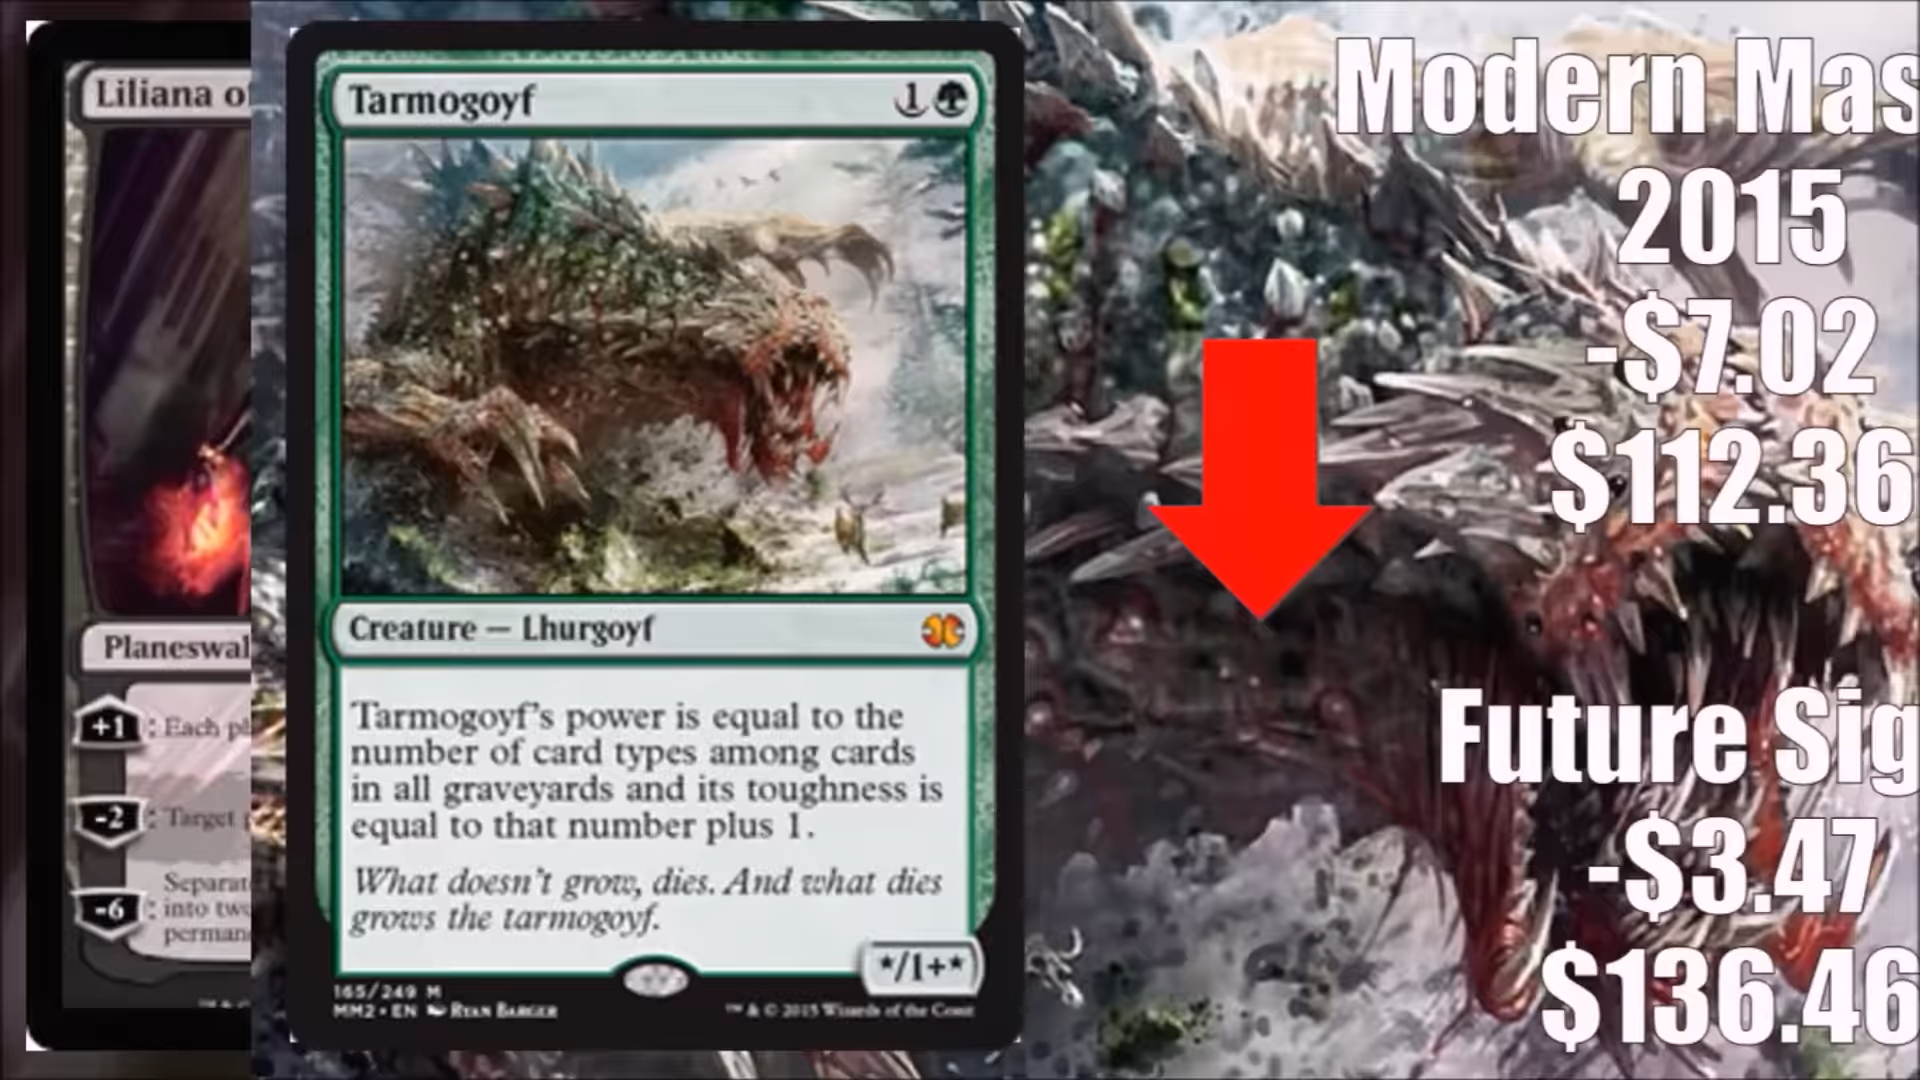 Liliana o
Planeswal
+1 : Each pl
-2 : Target p
-6 : Separat
into two
perman
Tarmogoyf 1
Creature — Lhurgoyf
Tarmogoyf's power is equal to the
number of card types among cards
in all graveyards and its toughness is
equal to that number plus 1.
What doesn't grow, dies. And what dies
grows the tarmogoyf.
*/1+*
165/249 M
MM2 • EN Ryan Barger
™ & © 2015 Wizards of the Coast
Modern Mas
2015
-$7.02
$112.36
Future Sig
-$3.47
$136.46